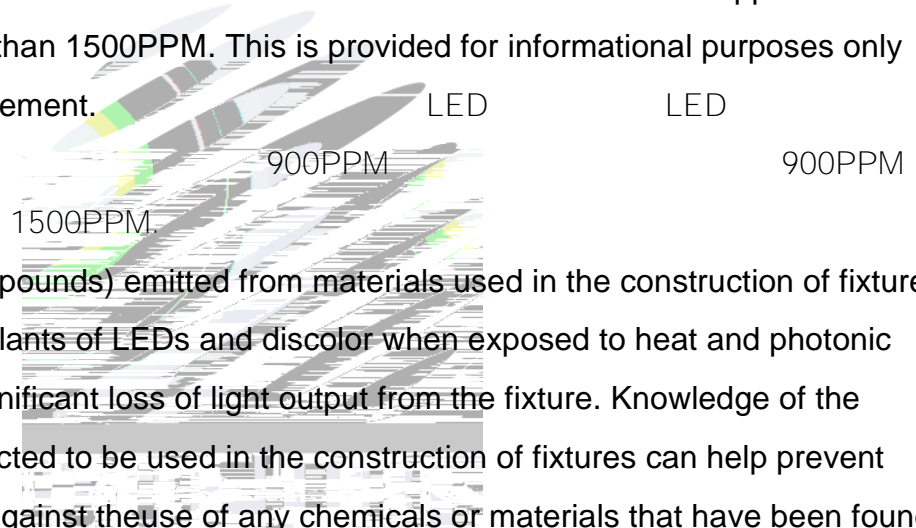 than 1500PPM. This is provided for informational purposes only
ement. LED LED
900PPM 900PPM
1500PPM.
pounds) emitted from materials used in the construction of fixture
lants of LEDs and discolor when exposed to heat and photonic
nificant loss of light output from the fixture. Knowledge of the
cted to be used in the construction of fixtures can help prevent
against theuse of any chemicals or materials that have been foun